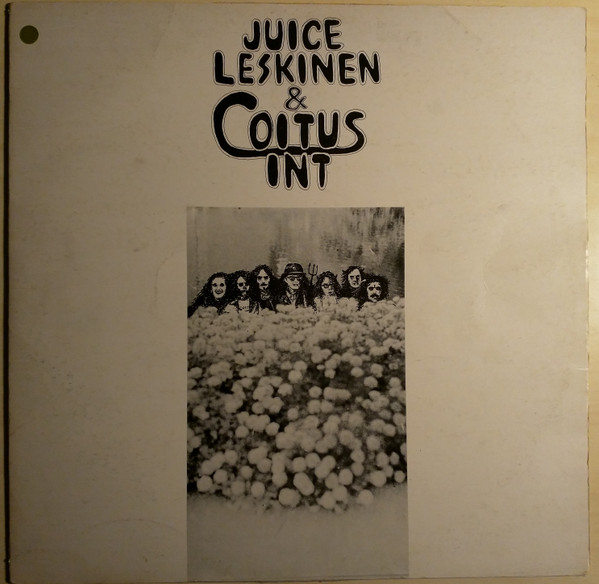 JUICE
LESKINEN
&
COITUS
INT